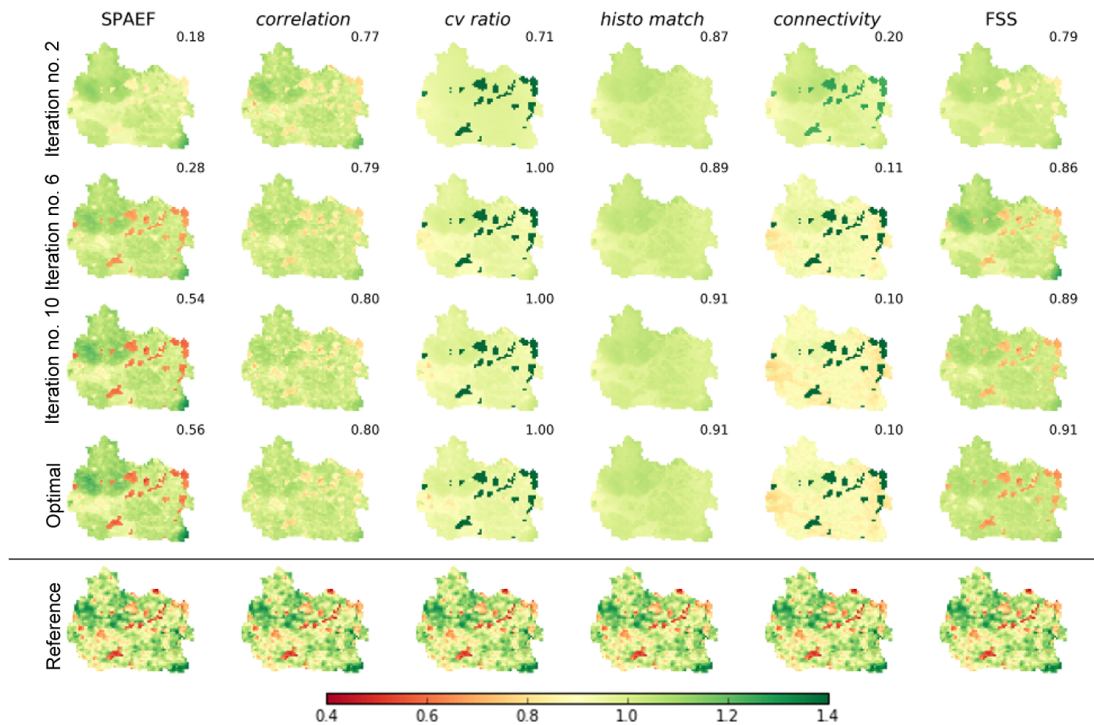 SPAEF correlation cv ratio histo match connectivity FSS
Iteration no. 2
0.18 0.77 0.71 0.87 0.20 0.79
Iteration no. 6
0.28 0.79 1.00 0.89 0.11 0.86
Iteration no. 10
0.54 0.80 1.00 0.91 0.10 0.89
Optimal
0.56 0.80 1.00 0.91 0.10 0.91
Reference
0.4 0.6 0.8 1.0 1.2 1.4